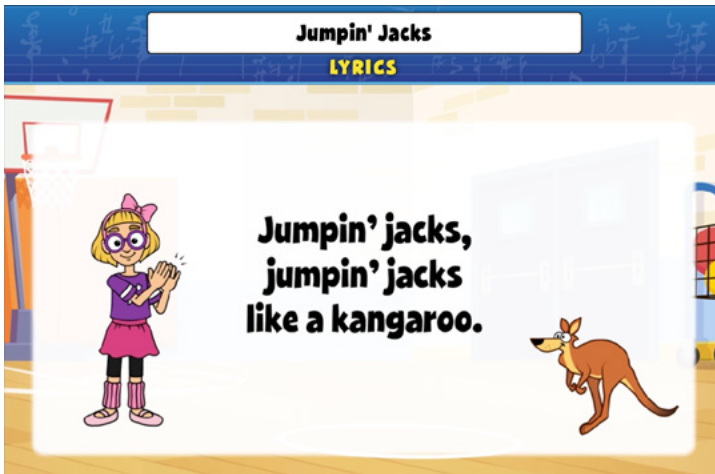 Jumpin' Jacks
LYRICS
Jumpin’ jacks,
jumpin’ jacks
like a kangaroo.